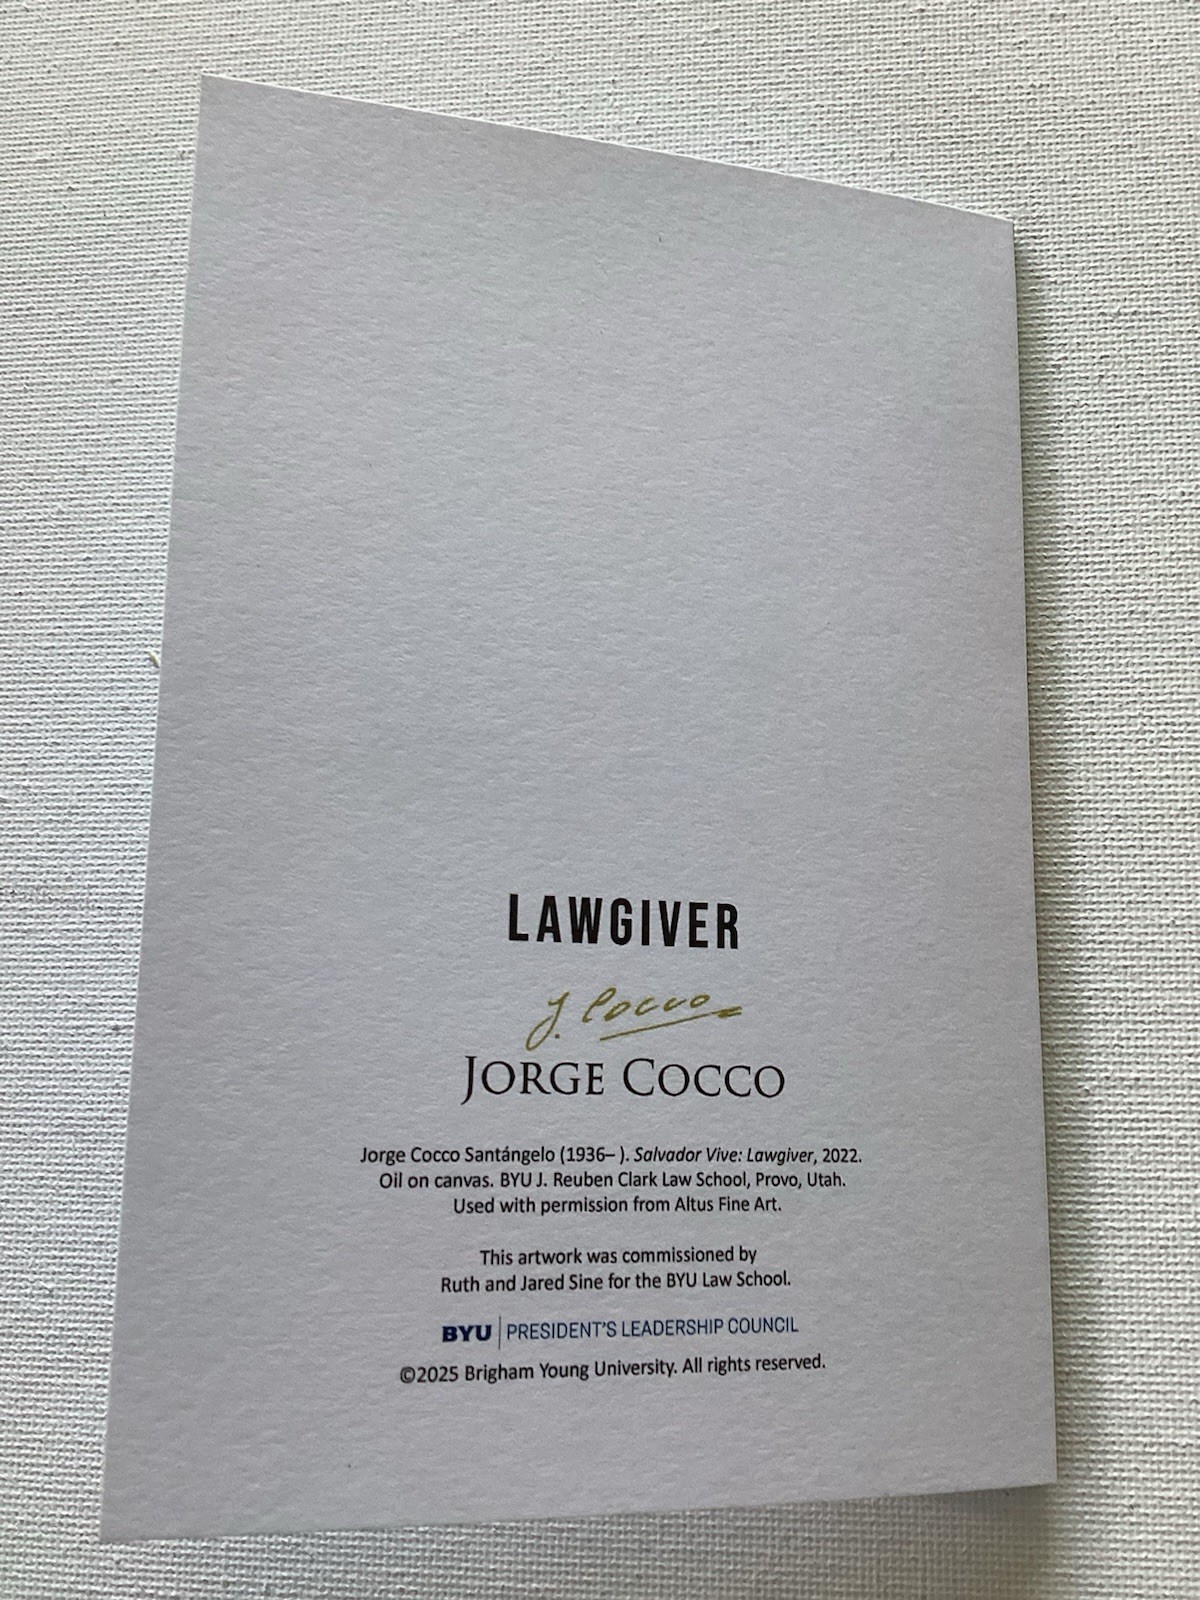 LAWGIVER
J. Cocco
JORGE COCCO
Jorge Cocco Santángelo (1936– ). Salvador Vive: Lawgiver, 2022.
Oil on canvas. BYU J. Reuben Clark Law School, Provo, Utah.
Used with permission from Altus Fine Art.
This artwork was commissioned by
Ruth and Jared Sine for the BYU Law School.
BYU | PRESIDENT'S LEADERSHIP COUNCIL
©2025 Brigham Young University. All rights reserved.